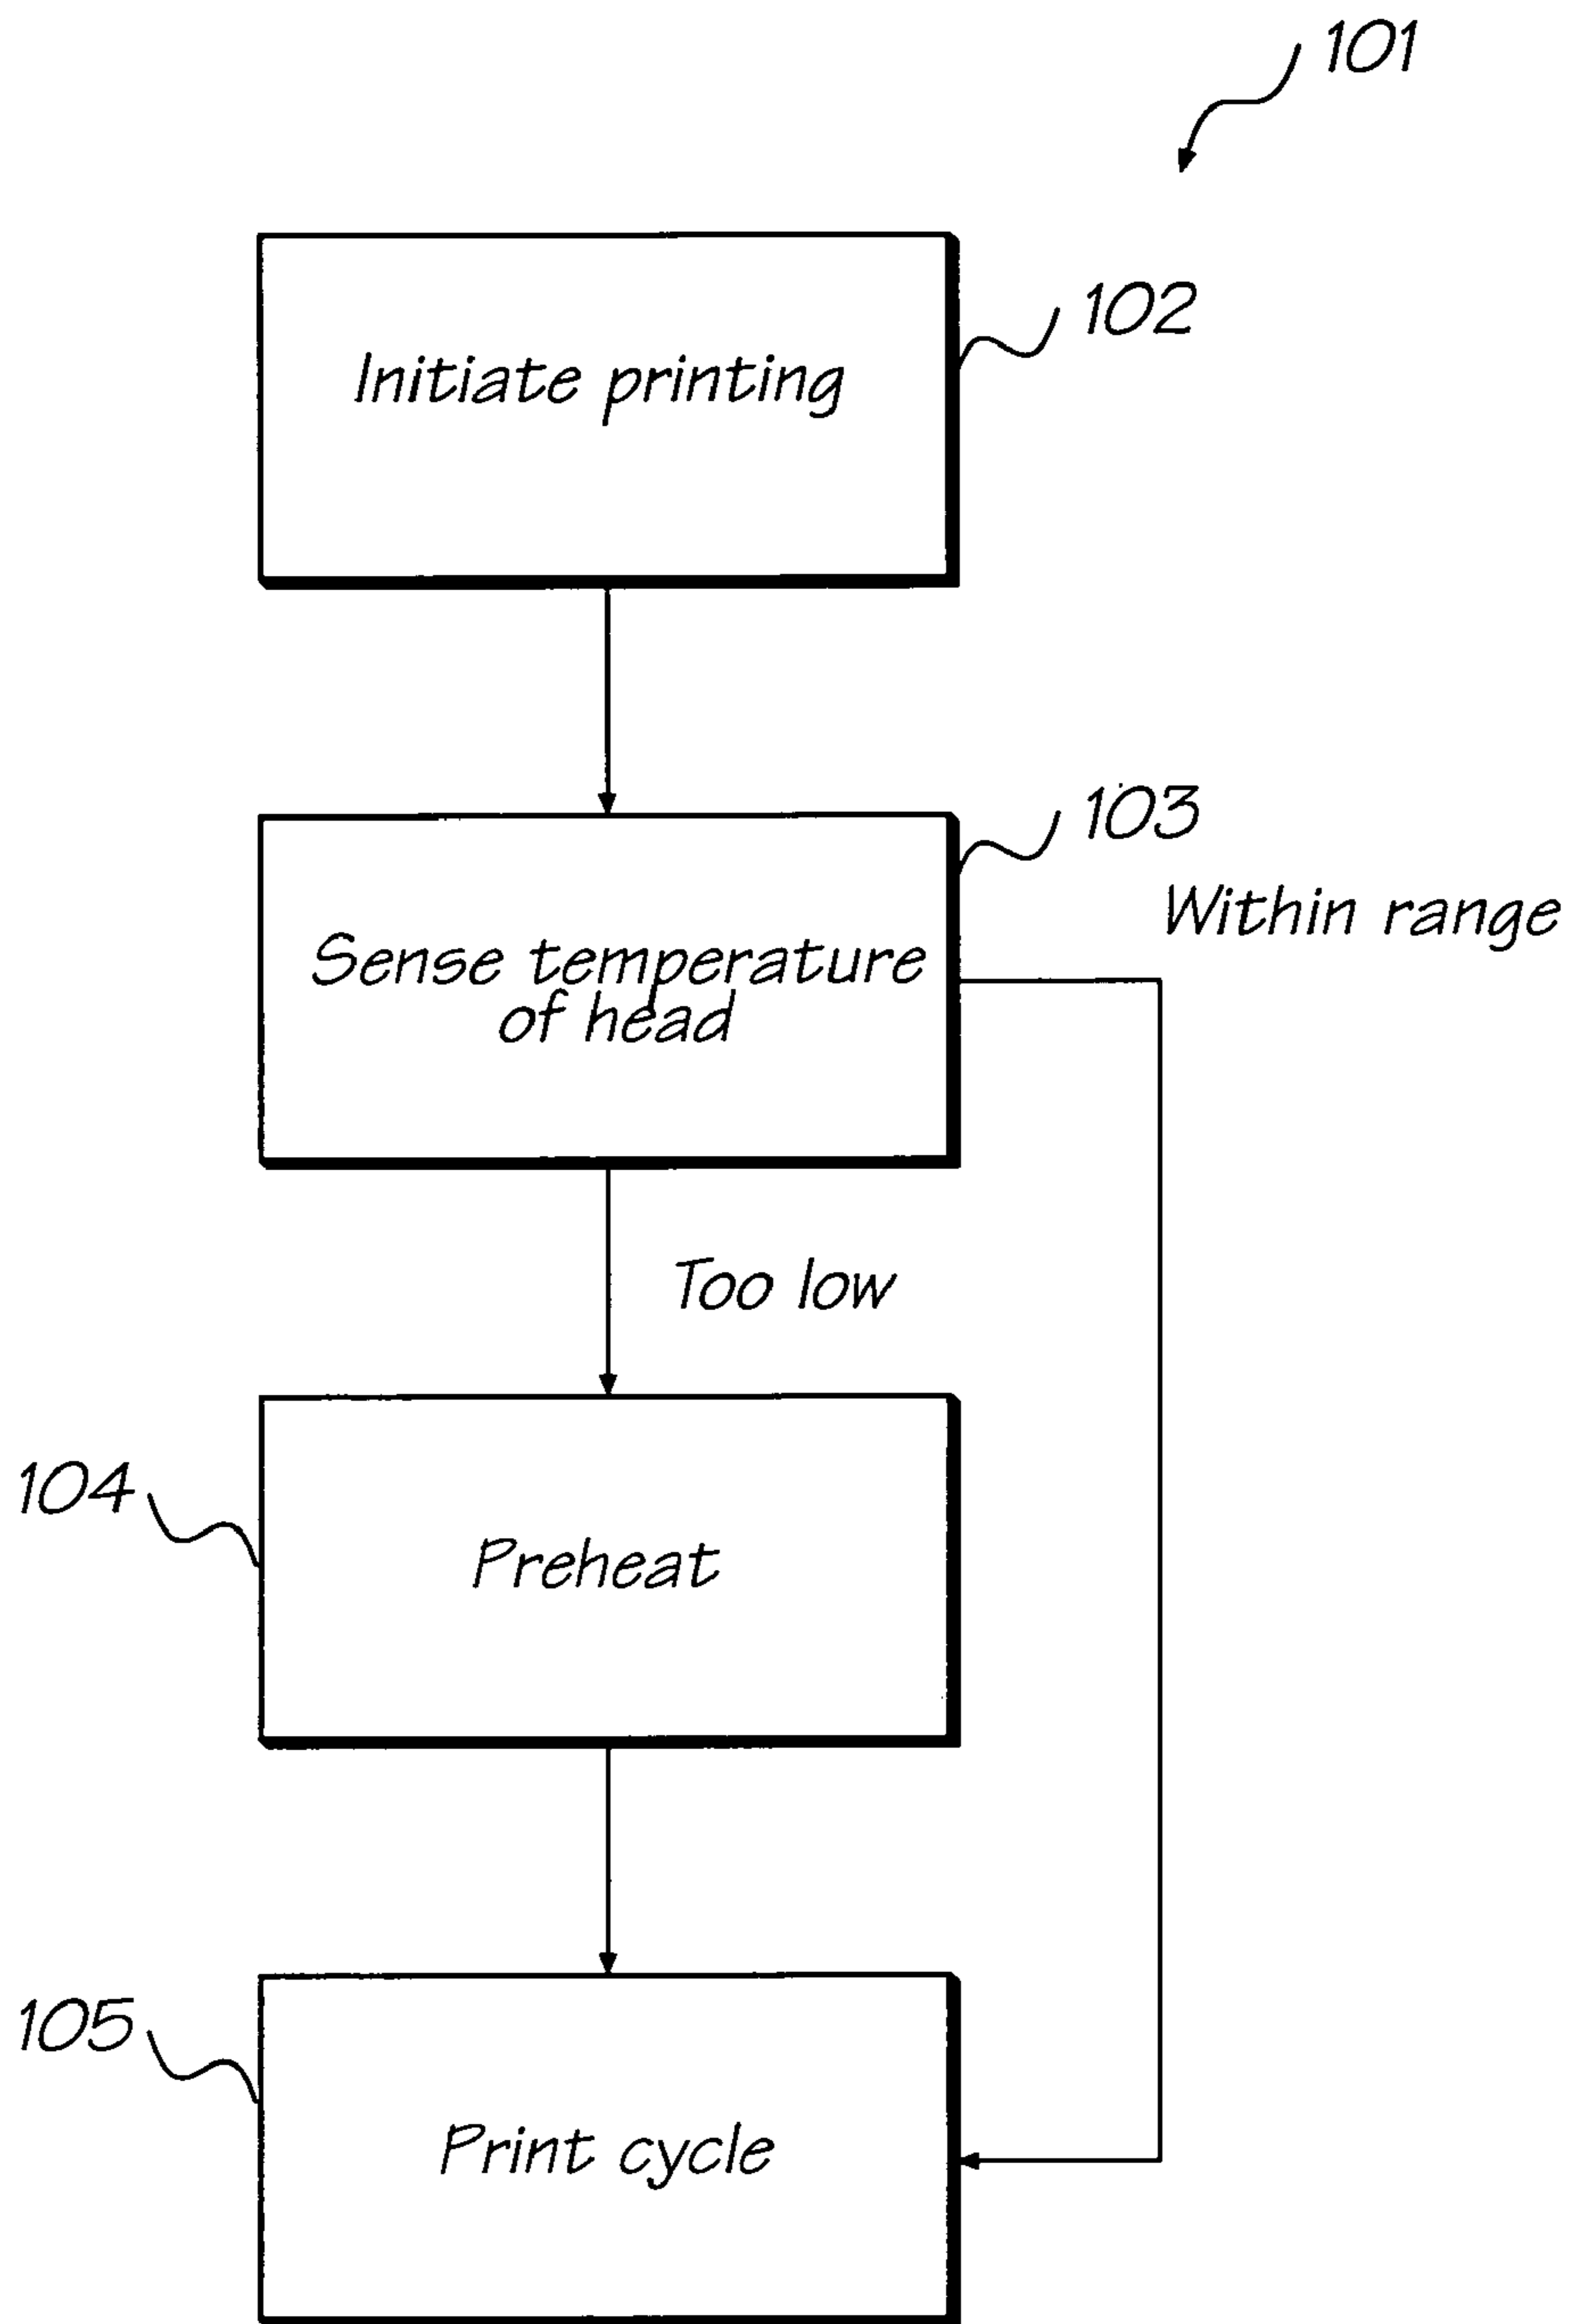 101
Initiate printing
102
103
Within range
Sense temperature
of head
Too low
104
Preheat
105
Print cycle